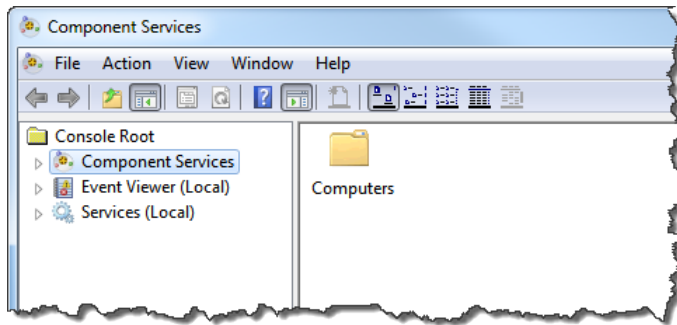 Component Services
File Action View Window Help
Console Root
Component Services
Event Viewer (Local)
Services (Local)
Computers